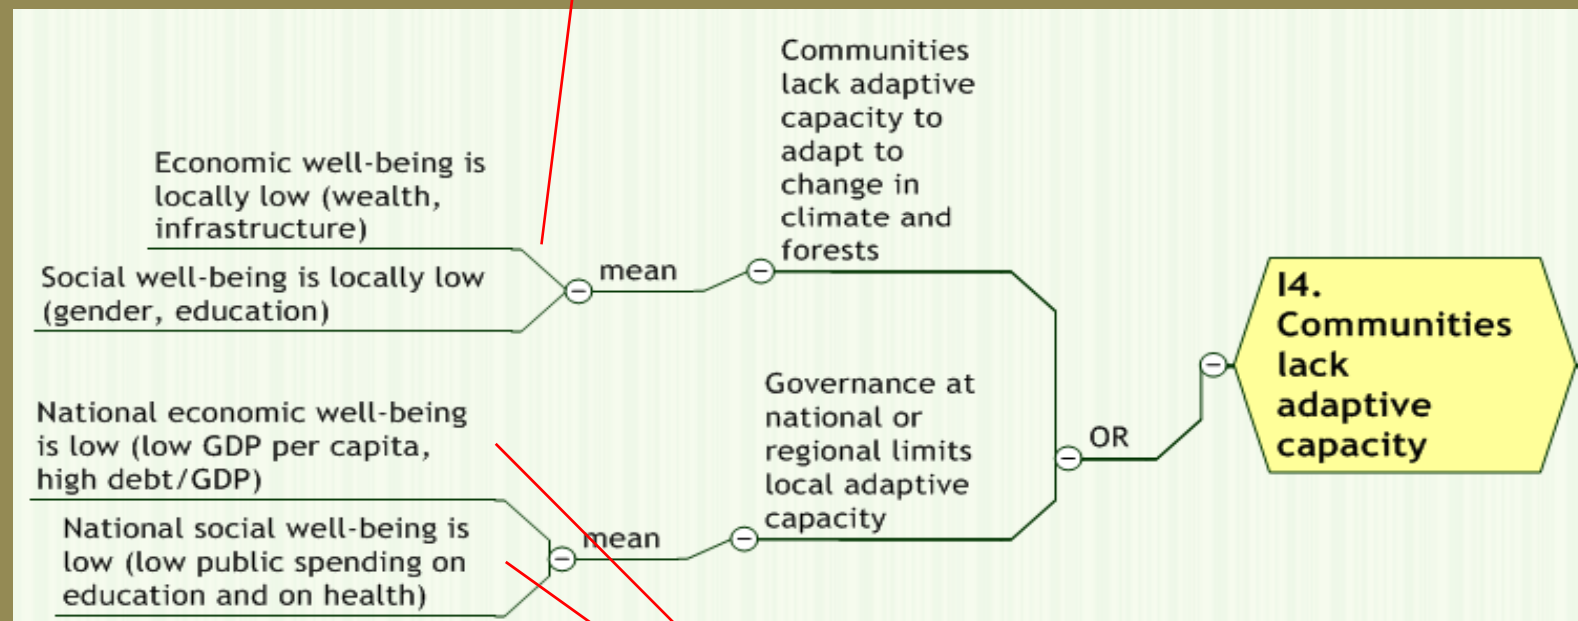 Communities
lack adaptive
capacity to
adapt to
change in
climate and
forests
Economic well-being is
locally low (wealth,
infrastructure)
Social well-being is locally low
(gender, education)
mean
I4.
Communities
lack
adaptive
capacity
Governance at
national or
regional limits
local adaptive
capacity
OR
National economic well-being
is low (low GDP per capita,
high debt/GDP)
National social well-being is
low (low public spending on
education and on health)
mean